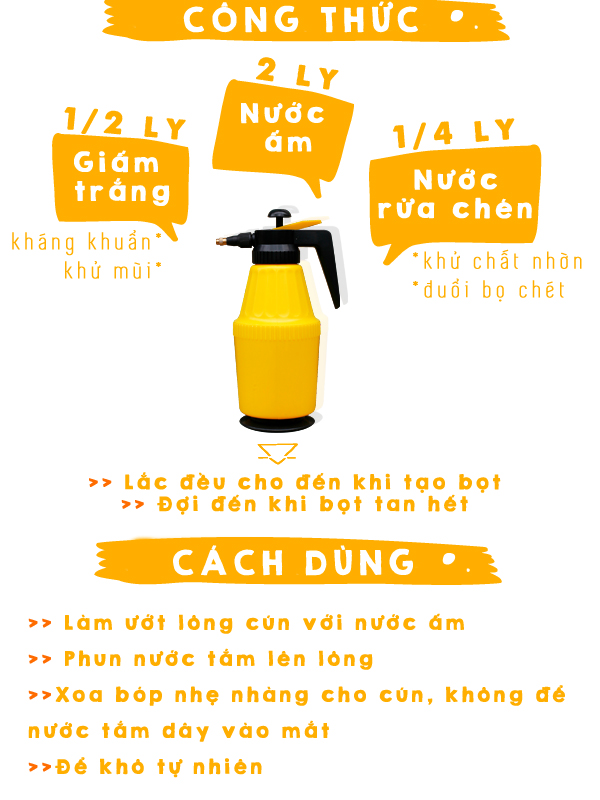 CÔNG THỨC
2 LY
Nước
ấm
1/2 LY
Giấm
trắng
1/4 LY
Nước
rửa chén
kháng khuẩn*
khử mùi*
*khử chất nhờn
*đuổi bọ chét
>> Lắc đều cho đến khi tạo bọt
>> Đợi đến khi bọt tan hết
CÁCH DÙNG
>> Làm ướt lông cún với nước ấm
>> Phun nước tắm lên lông
>>Xoa bóp nhẹ nhàng cho cún, không để
nước tắm dây vào mắt
>>Để khô tự nhiên